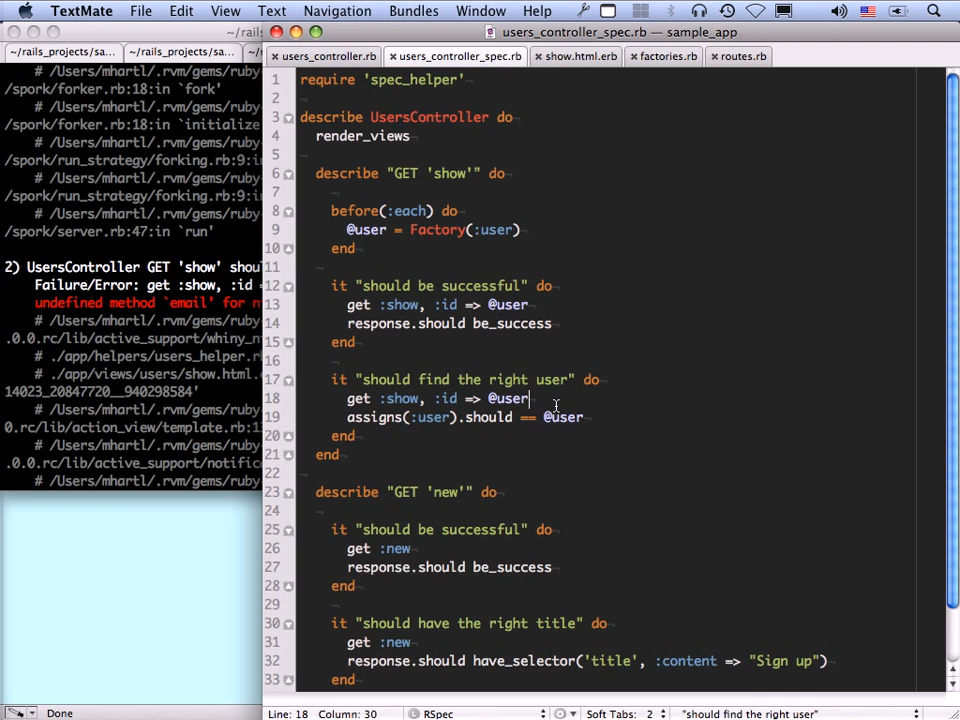 TextMate File Edit View Text Navigation Bundles Window Help
~/rails_projects/sa... ~/rails_projects/sa...
users_controller_spec.rb — sample_app
users_controller.rb users_controller_spec.rb show.html.erb factories.rb routes.rb
# /Users/mhartl/.rvm/gems/ruby-
/spork/forker.rb:18:in `fork'
# /Users/mhartl/.rvm/gems/ruby-
/spork/forker.rb:18:in `initialize
# /Users/mhartl/.rvm/gems/ruby-
/spork/run_strategy/forking.rb:9:in
# /Users/mhartl/.rvm/gems/ruby-
/spork/run_strategy/forking.rb:9:in
# /Users/mhartl/.rvm/gems/ruby-
/spork/server.rb:47:in `run'
2) UsersController GET 'show' shou
Failure/Error: get :show, :id =
undefined method `email' for n
# /Users/mhartl/.rvm/gems/ruby-
.0.0.rc/lib/active_support/whiny_n
# ./app/helpers/users_helper.rb
# ./app/views/show.html.
14023_20847720__940298584'
# /Users/mhartl/.rvm/gems/ruby-
0.rc/lib/action_view/template.rb:1
# /Users/mhartl/.rvm/gems/ruby-
.0.0.rc/lib/active_support/notific
# /Users/mhartl/.rvm/gems/ruby-
Done
1 require 'spec_helper'
2
3 describe UsersController do
4 render_views
5
6 describe "GET 'show'" do
7
8 before(:each) do
9 @user = Factory(:user)
10 end
11
12 it "should be successful" do
13 get :show, :id => @user
14 response.should be_success
15 end
16
17 it "should find the right user" do
18 get :show, :id => @user
19 assigns(:user).should == @user
20 end
21 end
22
23 describe "GET 'new'" do
24
25 it "should be successful" do
26 get :new
27 response.should be_success
28 end
29
30 it "should have the right title" do
31 get :new
32 response.should have_selector('title', :content => "Sign up")
33 end
Line: 18 Column: 30 RSpec Soft Tabs: 2 "should find the right user"